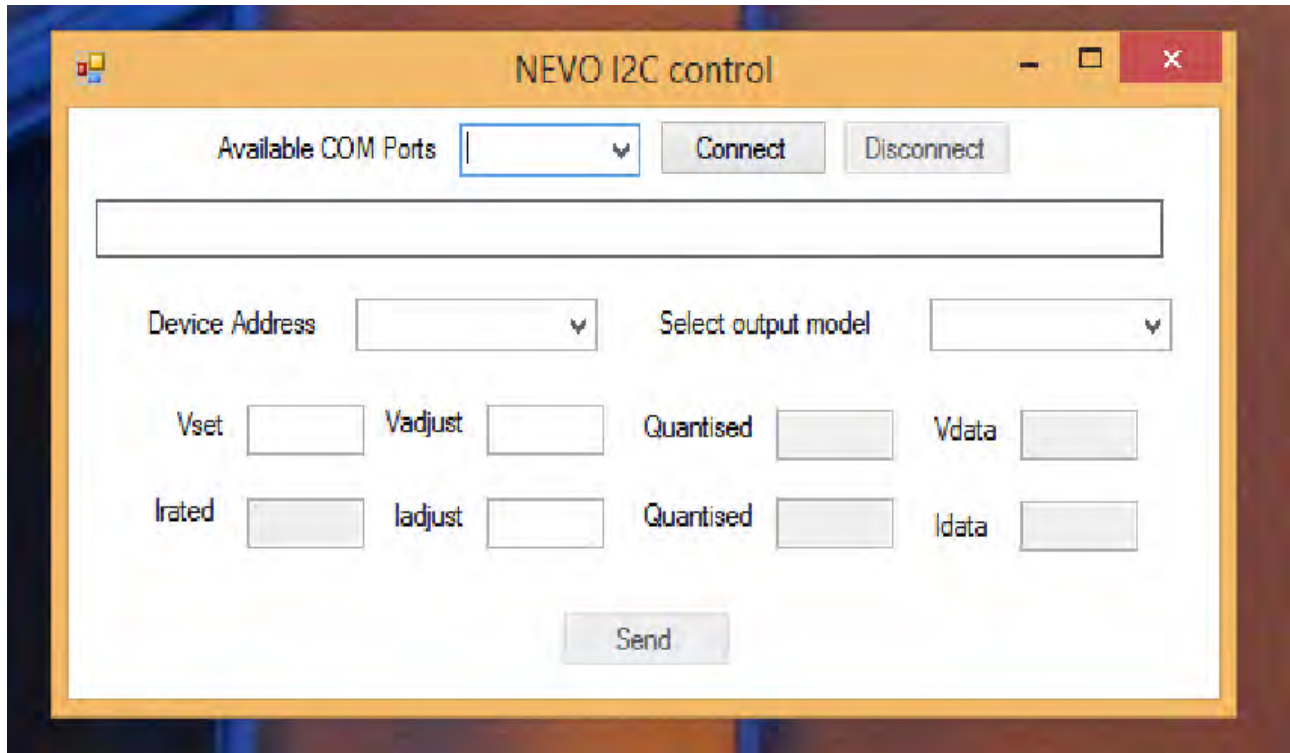 NEVO I2C control
Available COM Ports Connect Disconnect
Device Address Select output model
Vset Vadjust Quantised Vdata
Irated Iadjust Quantised Idata
Send